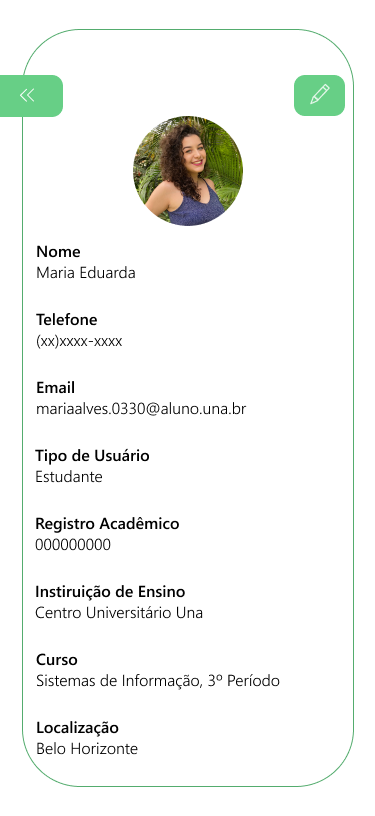 Nome
Maria Eduarda
Telefone
(xx)xxxx-xxxx
Email
mariaalves.0330@aluno.una.br
Tipo de Usuário
Estudante
Registro Acadêmico
000000000
Instiruição de Ensino
Centro Universitário Una
Curso
Sistemas de Informação, 3º Período
Localização
Belo Horizonte